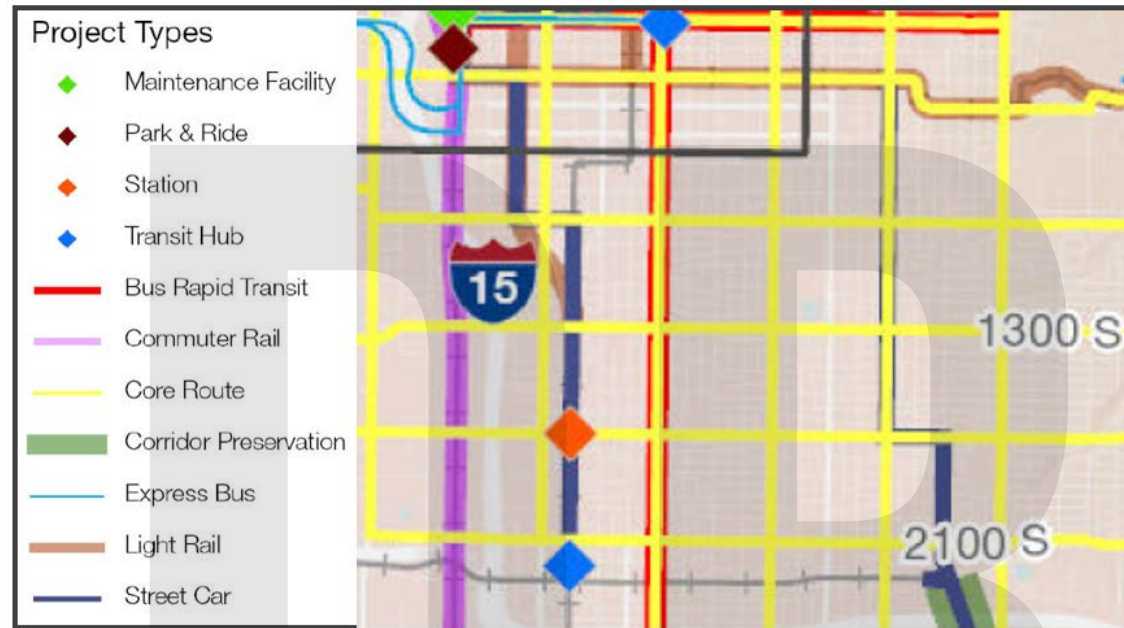 Project Types
Maintenance Facility
Park & Ride
Station
Transit Hub
Bus Rapid Transit
Commuter Rail
Core Route
Corridor Preservation
Express Bus
Light Rail
Street Car
15
1300 S
2100 S